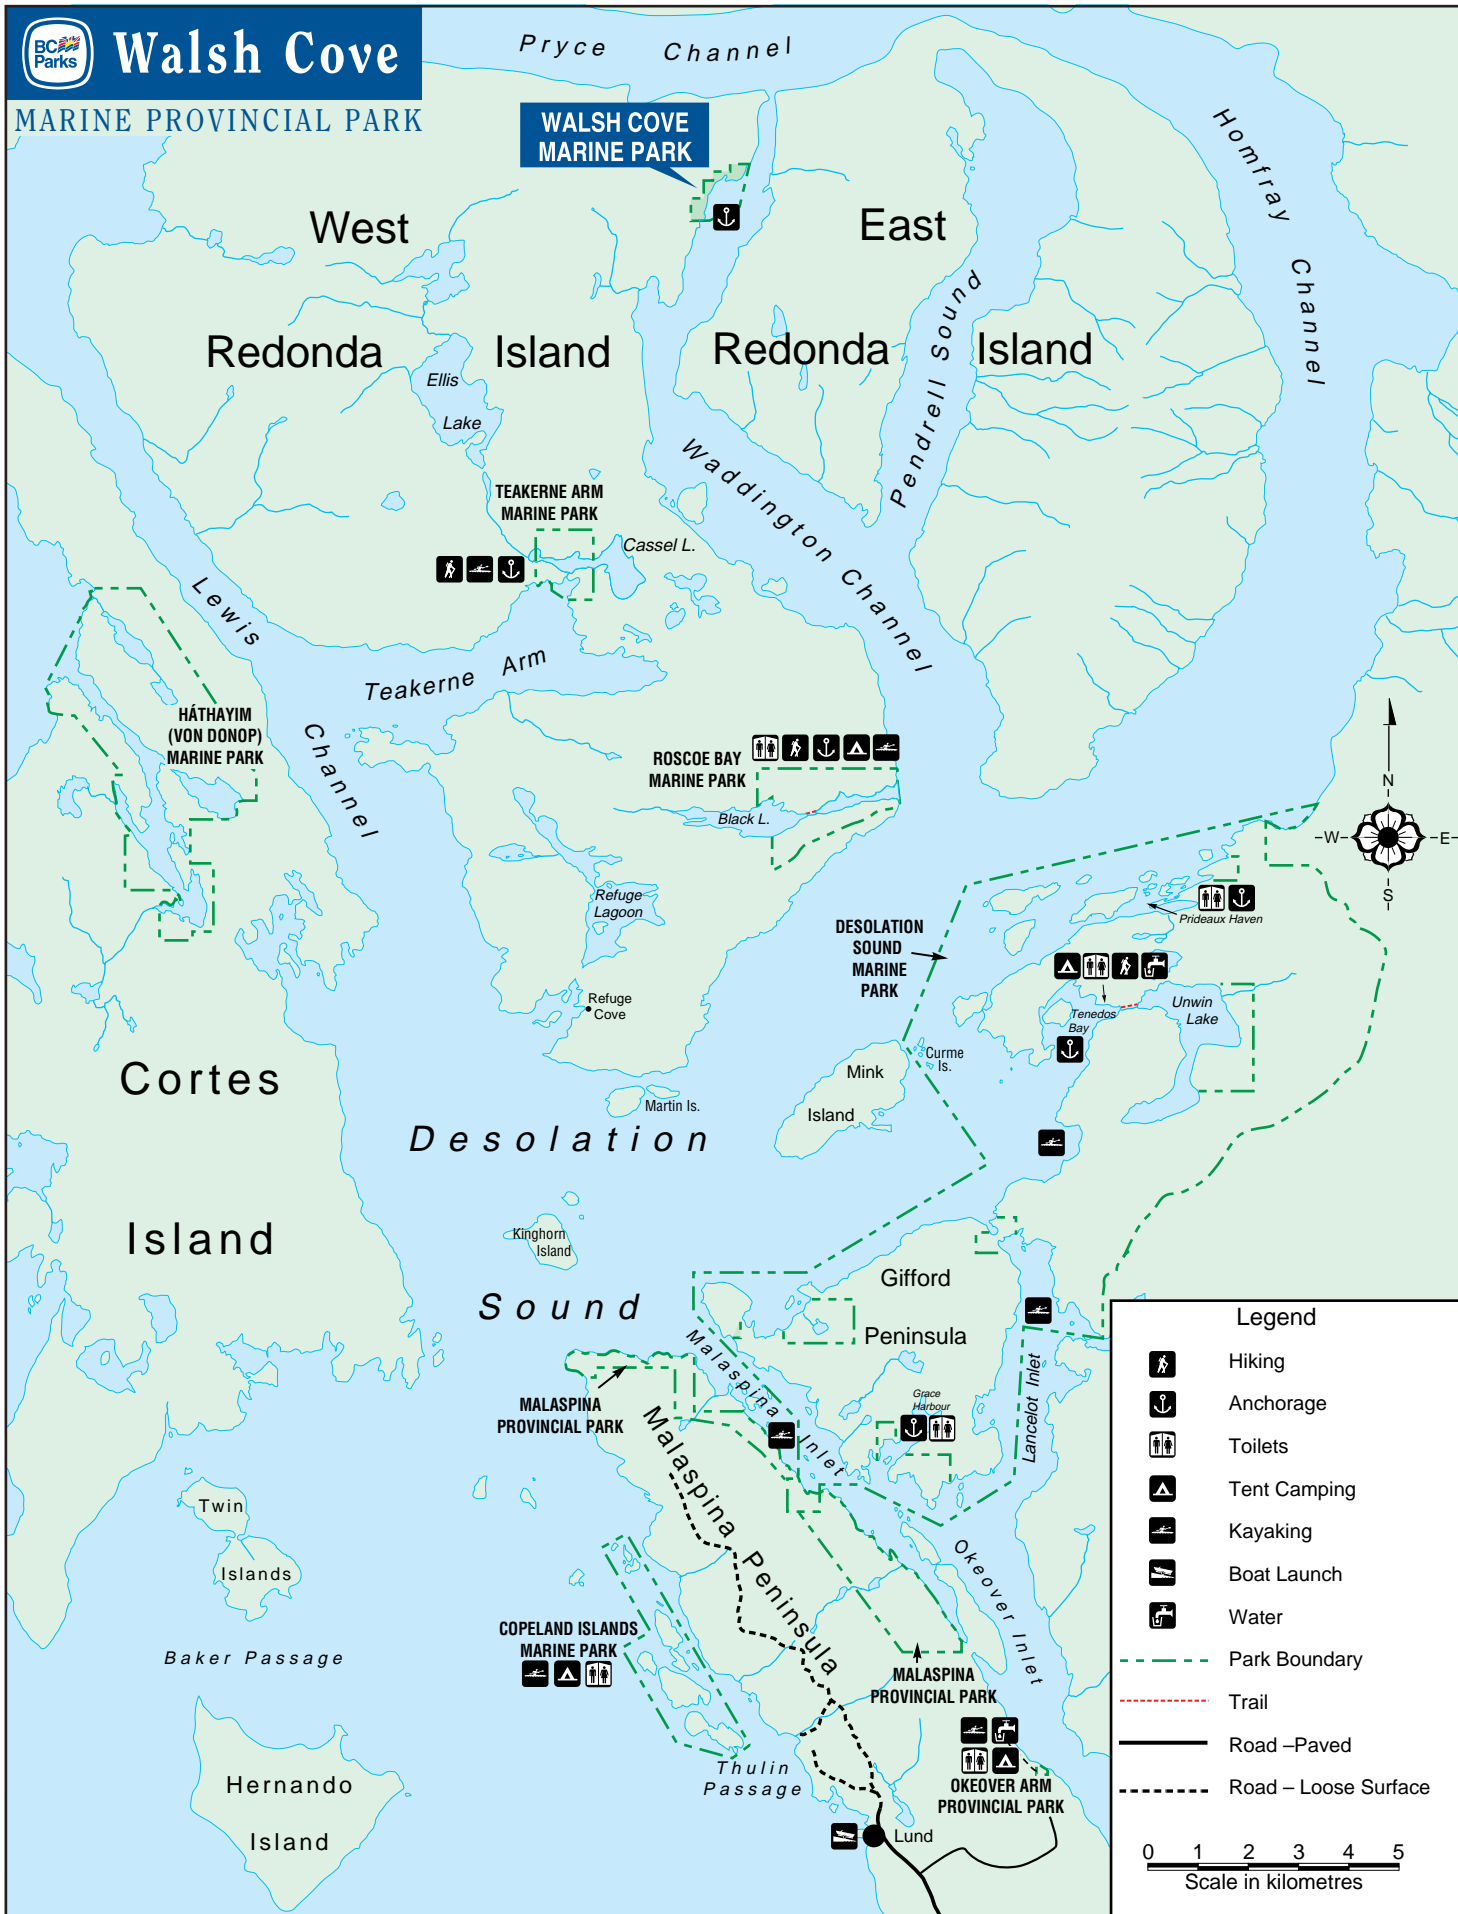 BC
Parks
Walsh Cove
MARINE PROVINCIAL PARK
Pryce Channel
WALSH COVE
MARINE PARK
Homfray Channel
West
Redonda Island
East
Redonda Island
Pendrell Sound
Ellis
Lake
Waddington Channel
TEAKERNE ARM
MARINE PARK
Cassel L.
Lewis Channel
Teakerne Arm
HÁTHAYIM
(VON DONOP)
MARINE PARK
ROSCOE BAY
MARINE PARK
Black L.
N
W E
S
Refuge
Lagoon
Prideaux Haven
DESOLATION
SOUND
MARINE
PARK
Refuge
Cove
Tenedos
Bay
Unwin
Lake
Curme
Is.
Mink
Island
Martin Is.
Cortes
Island
Desolation
Sound
Kinghorn
Island
Gifford
Peninsula
Malaspina Inlet
Lancelot Inlet
Grace
Harbour
MALASPINA
PROVINCIAL PARK
Malaspina Peninsula
Twin
Islands
Okeover Inlet
COPELAND ISLANDS
MARINE PARK
Baker Passage
MALASPINA
PROVINCIAL PARK
Thulin
Passage
OKEOVER ARM
PROVINCIAL PARK
Hernando
Island
Lund
Legend
Hiking
Anchorage
Toilets
Tent Camping
Kayaking
Boat Launch
Water
Park Boundary
Trail
Road –Paved
Road – Loose Surface
0 1 2 3 4 5
Scale in kilometres